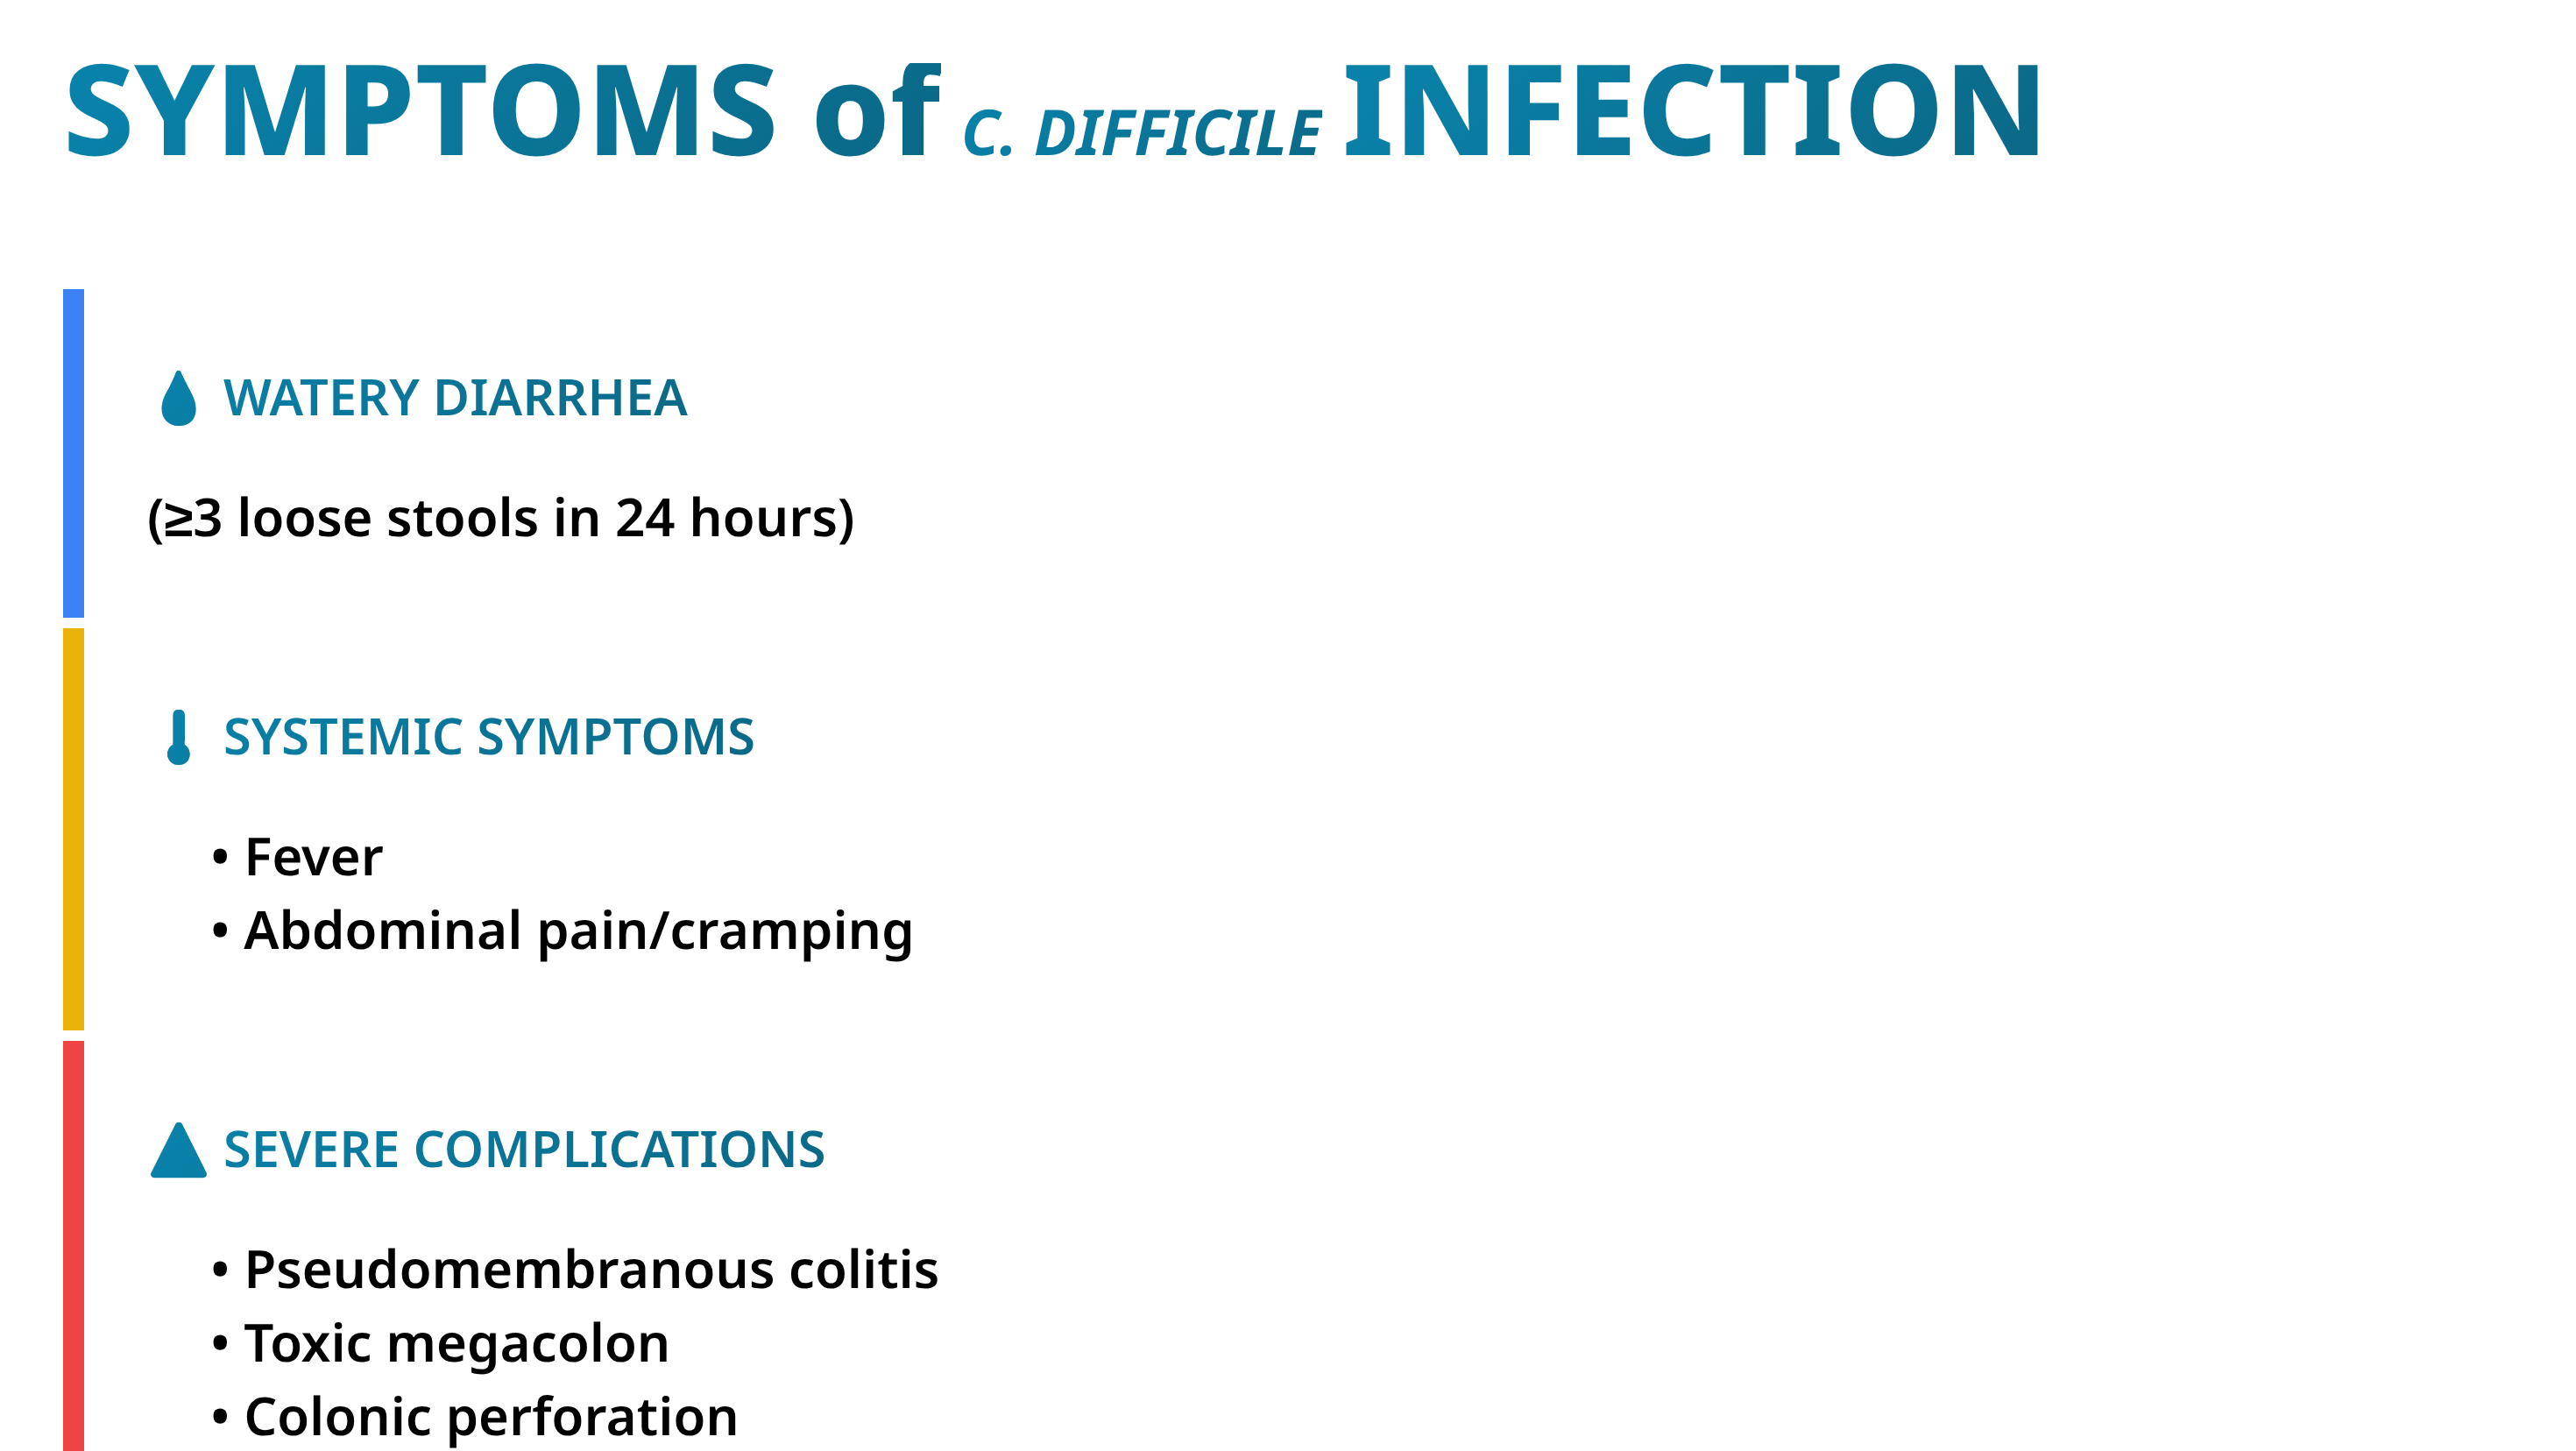 SYMPTOMS of C. DIFFICILE INFECTION
WATERY DIARRHEA
(≥3 loose stools in 24 hours)
SYSTEMIC SYMPTOMS
• Fever
• Abdominal pain/cramping
SEVERE COMPLICATIONS
• Pseudomembranous colitis
• Toxic megacolon
• Colonic perforation